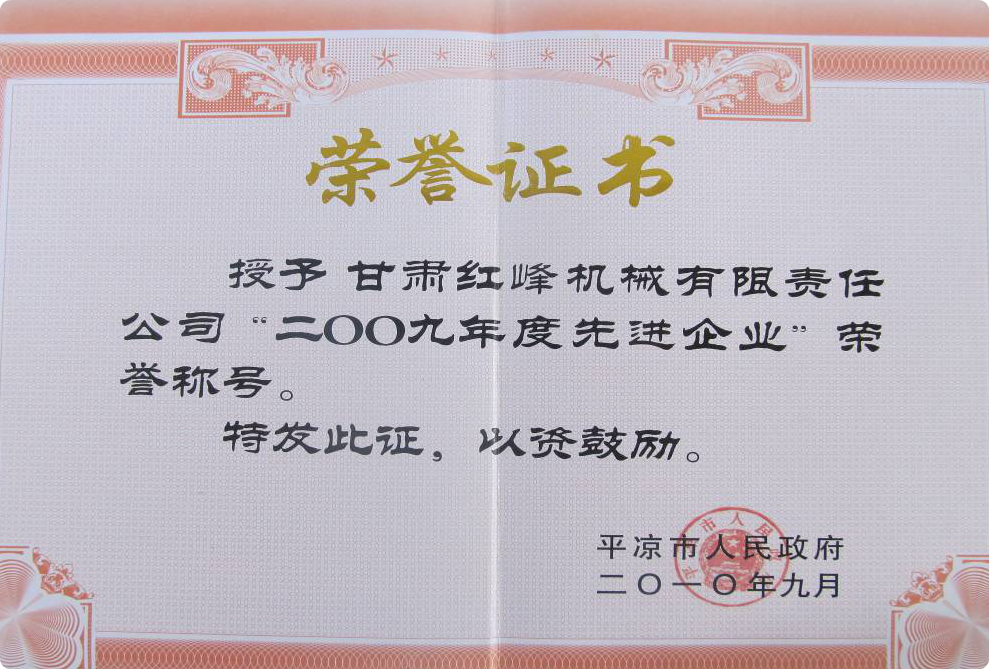 荣誉证书
授予 甘肃红峰机械有限责任
公司“二〇〇九年度先进企业”荣
誉称号。
特发此证，以资鼓励。
平凉市人民政府
二〇一〇年九月